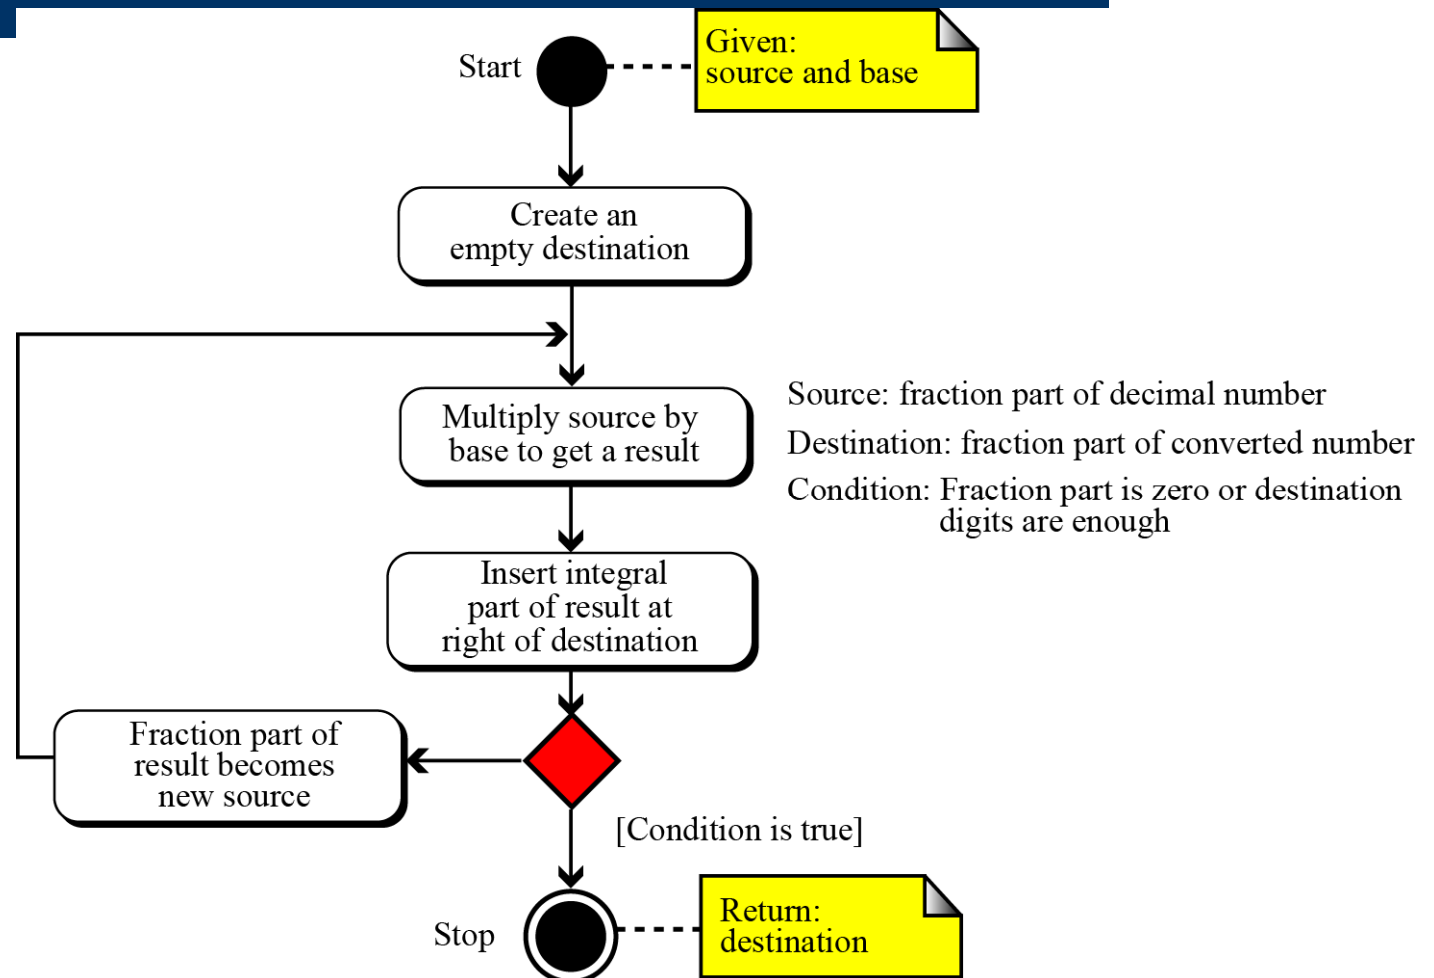 Start
Given:
source and base
Create an
empty destination
Multiply source by
base to get a result
Source: fraction part of decimal number
Destination: fraction part of converted number
Condition: Fraction part is zero or destination
digits are enough
Insert integral
part of result at
right of destination
Fraction part of
result becomes
new source
[Condition is true]
Stop
Return:
destination